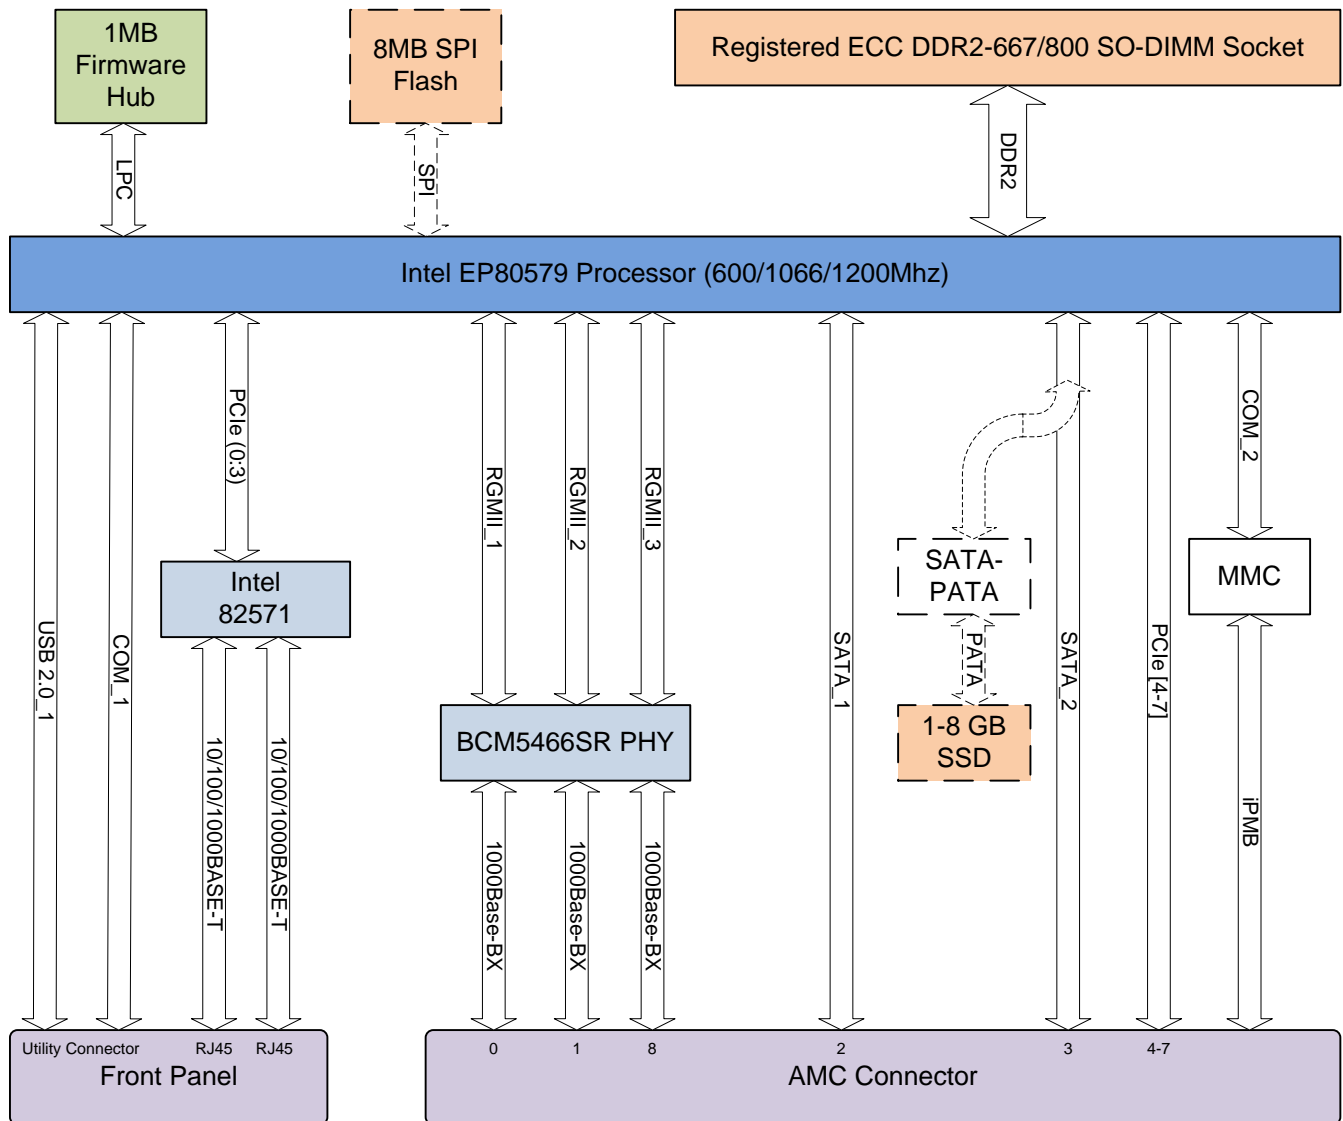 1MB
Firmware
Hub
8MB SPI
Flash
Registered ECC DDR2-667/800 SO-DIMM Socket
LPC
SPI
DDR2
Intel EP80579 Processor (600/1066/1200Mhz)
USB 2.0_1
COM_1
PCIe (0:3)
RGMII_1
RGMII_2
RGMII_3
SATA_1
SATA_2
PCIe [4-7]
COM_2
Intel
82571
SATA-
PATA
MMC
PATA
BCM5466SR PHY
1-8 GB
SSD
10/100/1000BASE-T
10/100/1000BASE-T
1000Base-BX
1000Base-BX
1000Base-BX
iPMB
Utility Connector
RJ45
RJ45
Front Panel
0
1
8
2
3
4-7
AMC Connector